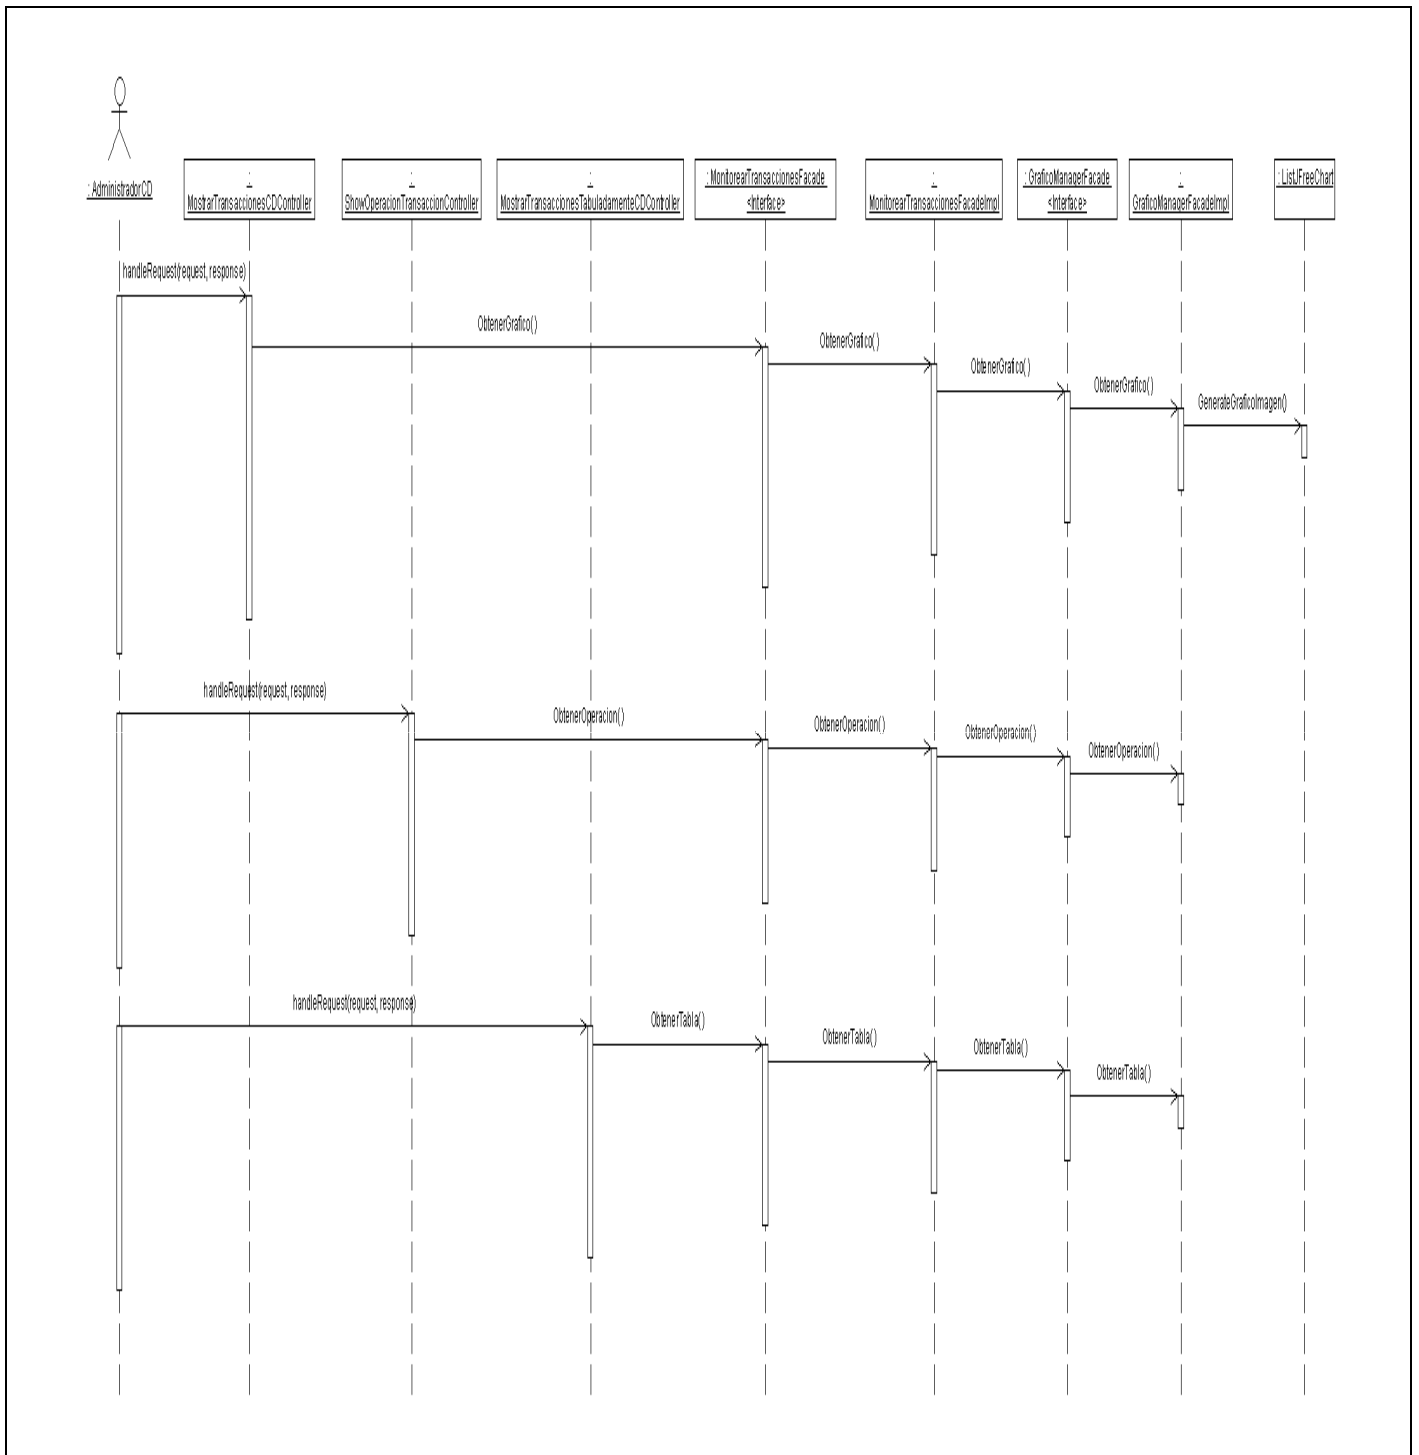 : AdministradorCD
:
MostrarTransaccionesCDController
:
ShowOperacionTransaccionController
:
MostrarTransaccionesTabuladamenteCDController
: MonitorearTransaccionesFacade
<Interface>
:
MonitorearTransaccionesFacadeImpl
: GraficoManagerFacade
<Interface>
:
GraficoManagerFacadeImpl
: ListJFreeChart
handleRequest(request, response)
ObtenerGrafico()
ObtenerGrafico()
ObtenerGrafico()
ObtenerGrafico()
GenerateGraficoImagen()
handleRequest(request, response)
ObtenerOperacion()
ObtenerOperacion()
ObtenerOperacion()
ObtenerOperacion()
handleRequest(request, response)
ObtenerTabla()
ObtenerTabla()
ObtenerTabla()
ObtenerTabla()